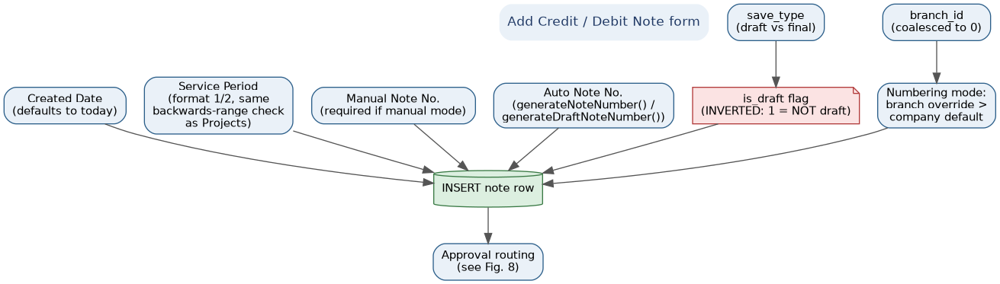 Add Credit / Debit Note form
save_type
(draft vs final)
branch_id
(coalesced to 0)
Created Date
(defaults to today)
Service Period
(format 1/2, same
backwards-range check
as Projects)
Manual Note No.
(required if manual mode)
Auto Note No.
(generateNoteNumber() /
generateDraftNoteNumber())
is_draft flag
(INVERTED: 1 = NOT draft)
Numbering mode:
branch override >
company default
INSERT note row
Approval routing
(see Fig. 8)